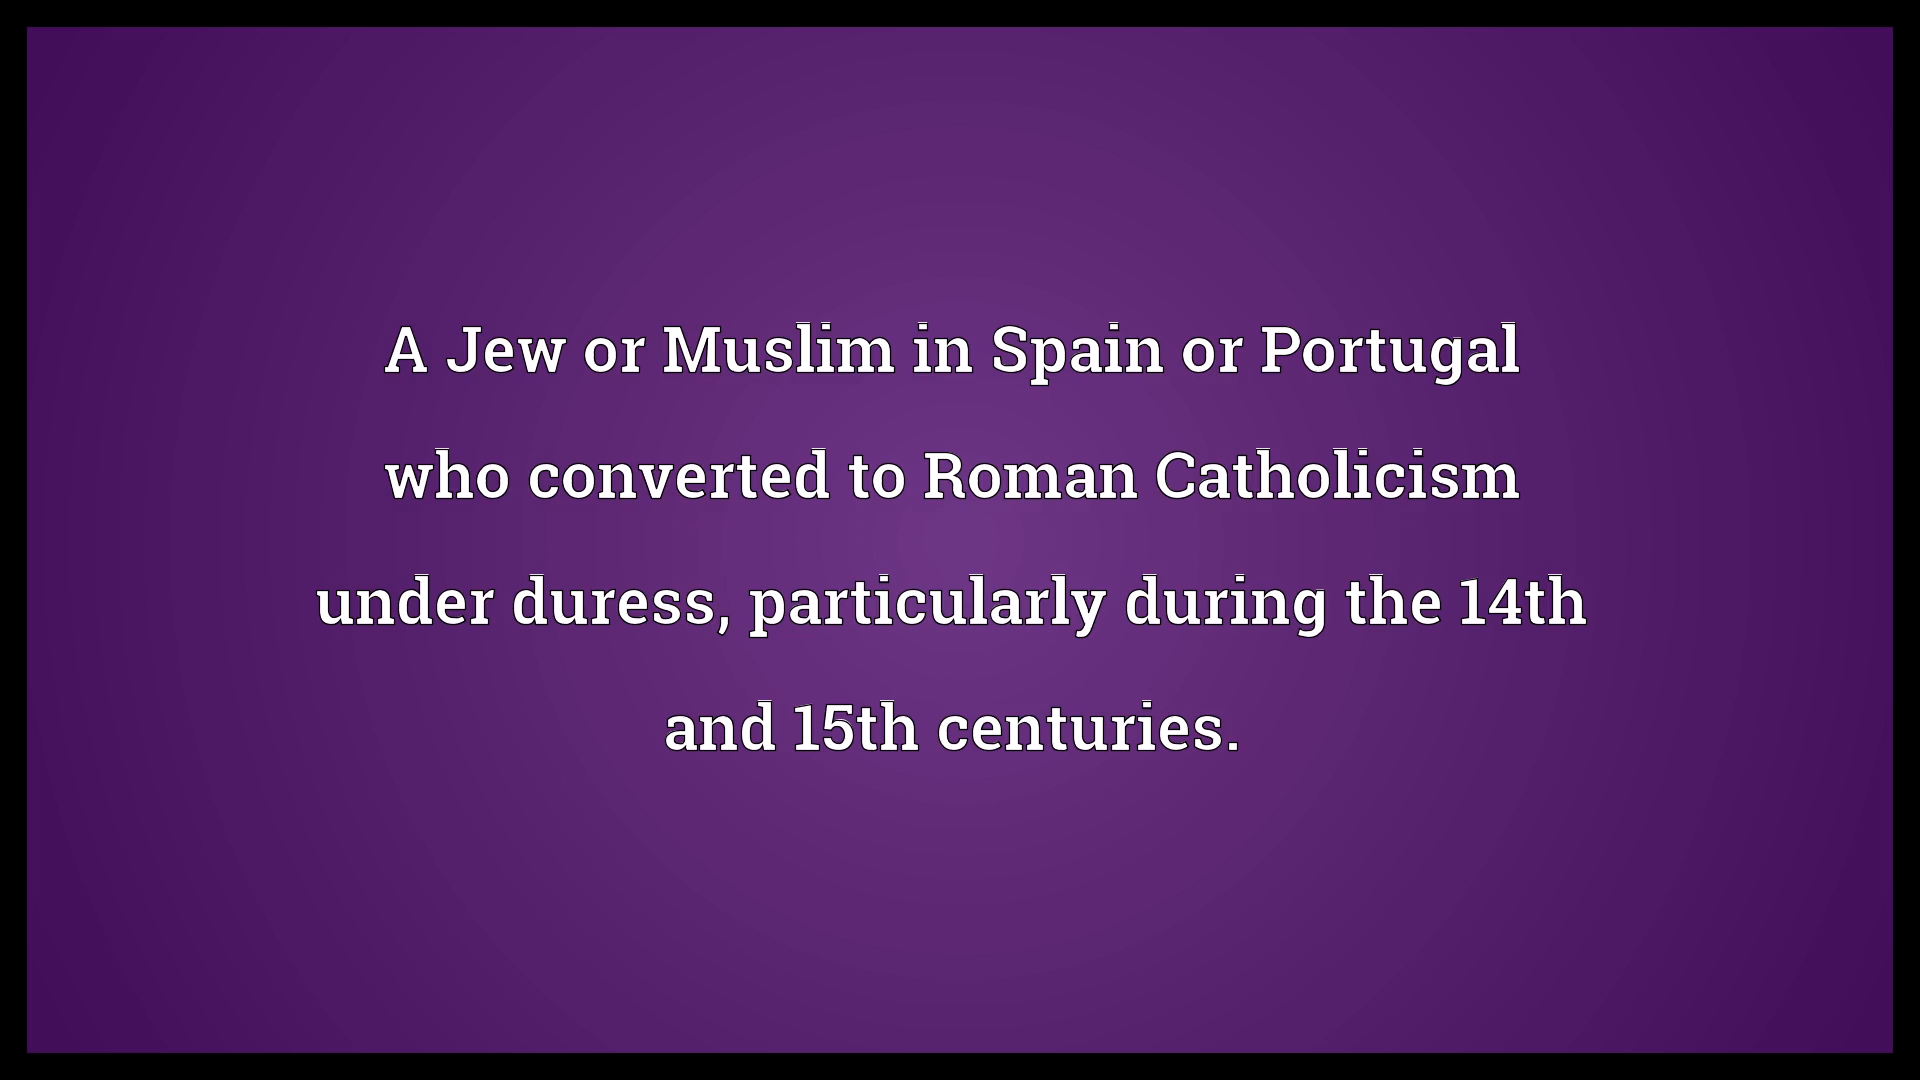 A Jew or Muslim in Spain or Portugal
who converted to Roman Catholicism
under duress, particularly during the 14th
and 15th centuries.